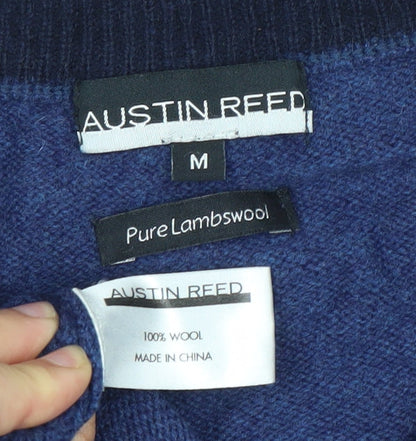 AUSTIN REED
M
Pure Lambswool
AUSTIN REED
100% WOOL
MADE IN CHINA